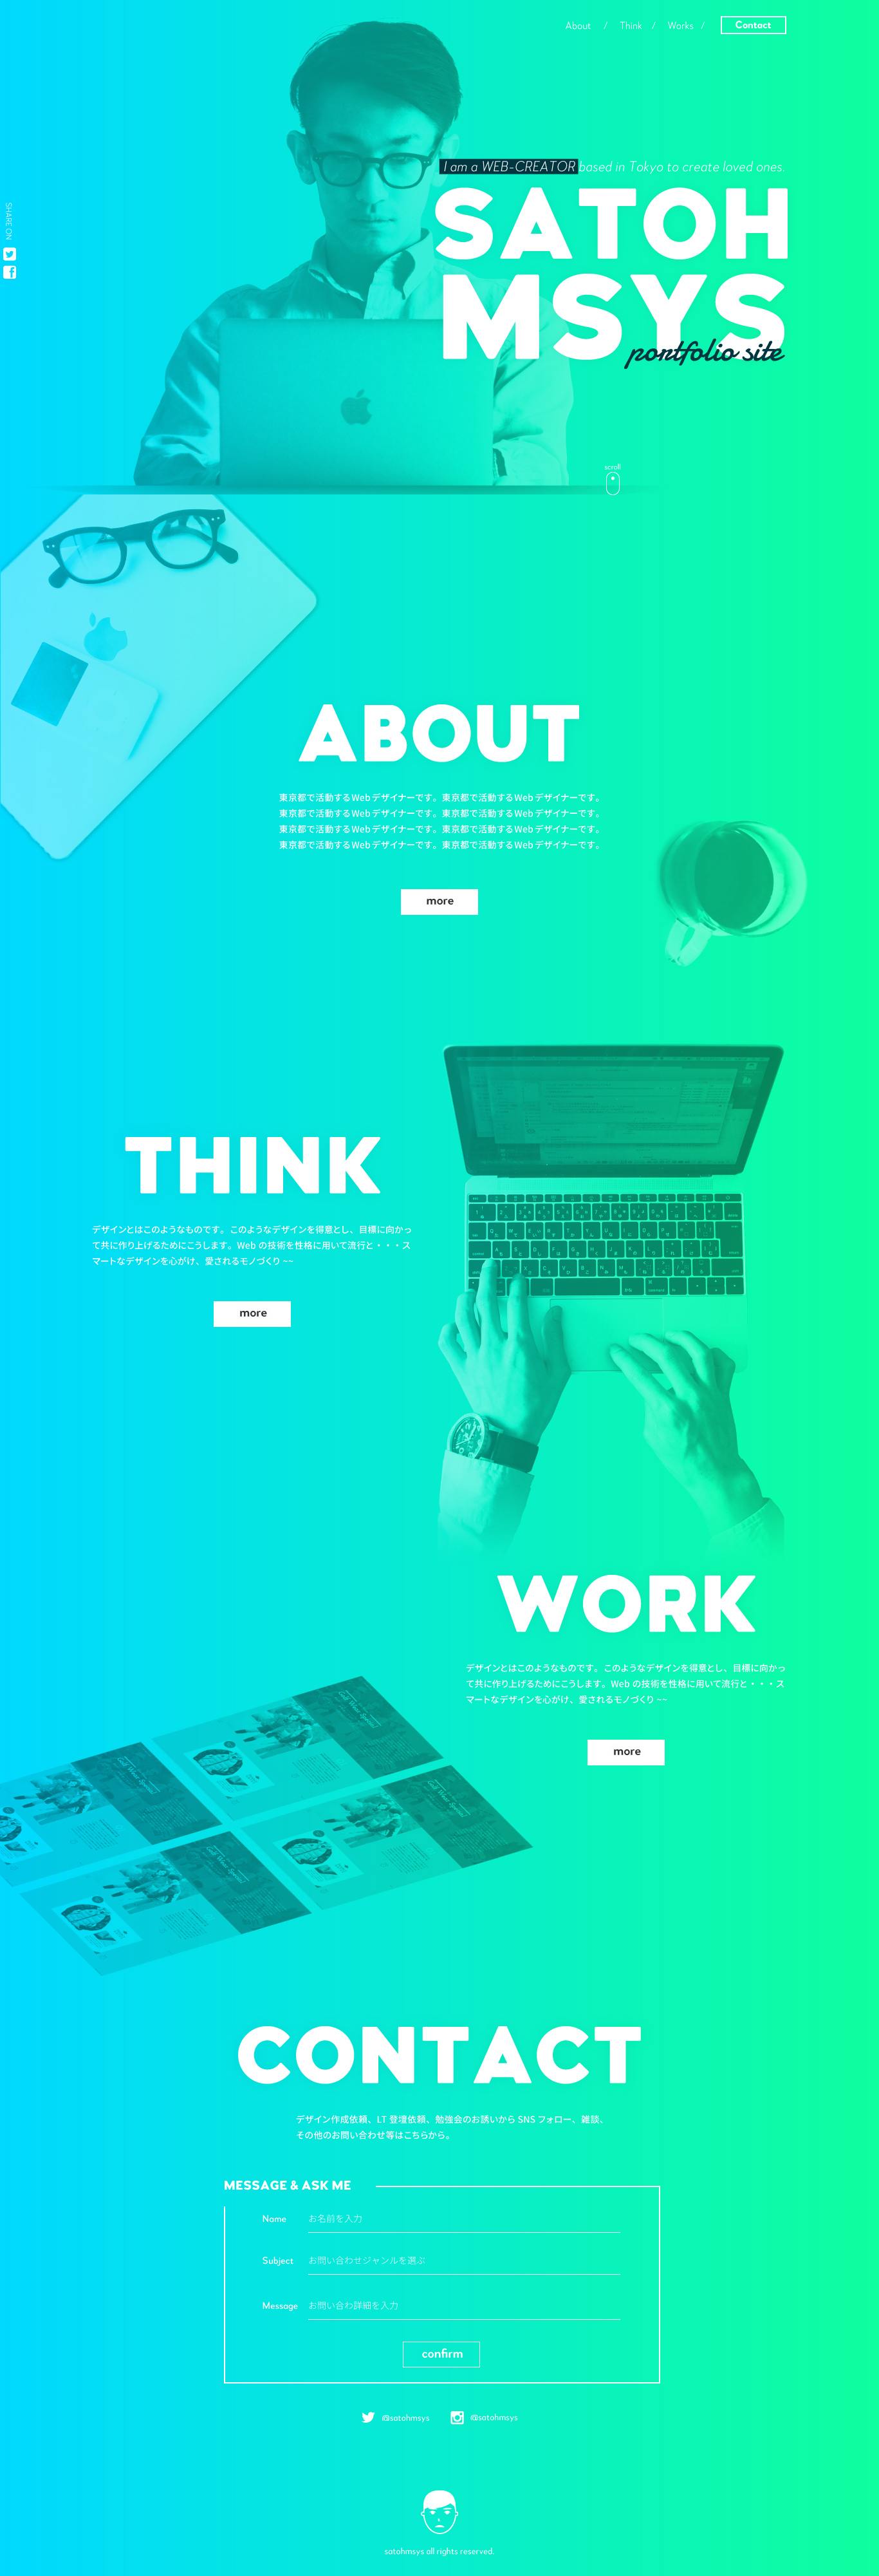 About / Think / Works / Contact
I am a WEB-CREATOR based in Tokyo to create loved ones.
SATOH
MSYS
portfolio site
SHARE ON
scroll
ABOUT
東京都で活動するWebデザイナーです。東京都で活動するWebデザイナーです。
東京都で活動するWebデザイナーです。東京都で活動するWebデザイナーです。
東京都で活動するWebデザイナーです。東京都で活動するWebデザイナーです。
東京都で活動するWebデザイナーです。東京都で活動するWebデザイナーです。
more
THINK
デザインとはこのようなものです。このようなデザインを得意とし、目標に向かっ
て共に作り上げるためにこうします。Web の技術を性格に用いて流行と・・・ス
マートなデザインを心がけ、愛されるモノづくり ~~
more
WORK
デザインとはこのようなものです。このようなデザインを得意とし、目標に向かっ
て共に作り上げるためにこうします。Web の技術を性格に用いて流行と・・・ス
マートなデザインを心がけ、愛されるモノづくり ~~
more
CONTACT
デザイン作成依頼、LT 登壇依頼、勉強会のお誘いから SNS フォロー、雑談、
その他のお問い合わせ等はこちらから。
MESSAGE & ASK ME
Name お名前を入力
Subject お問い合わせジャンルを選ぶ
Message お問い合わ詳細を入力
confirm
@satohmsys @satohmsys
satohmsys all rights reserved.